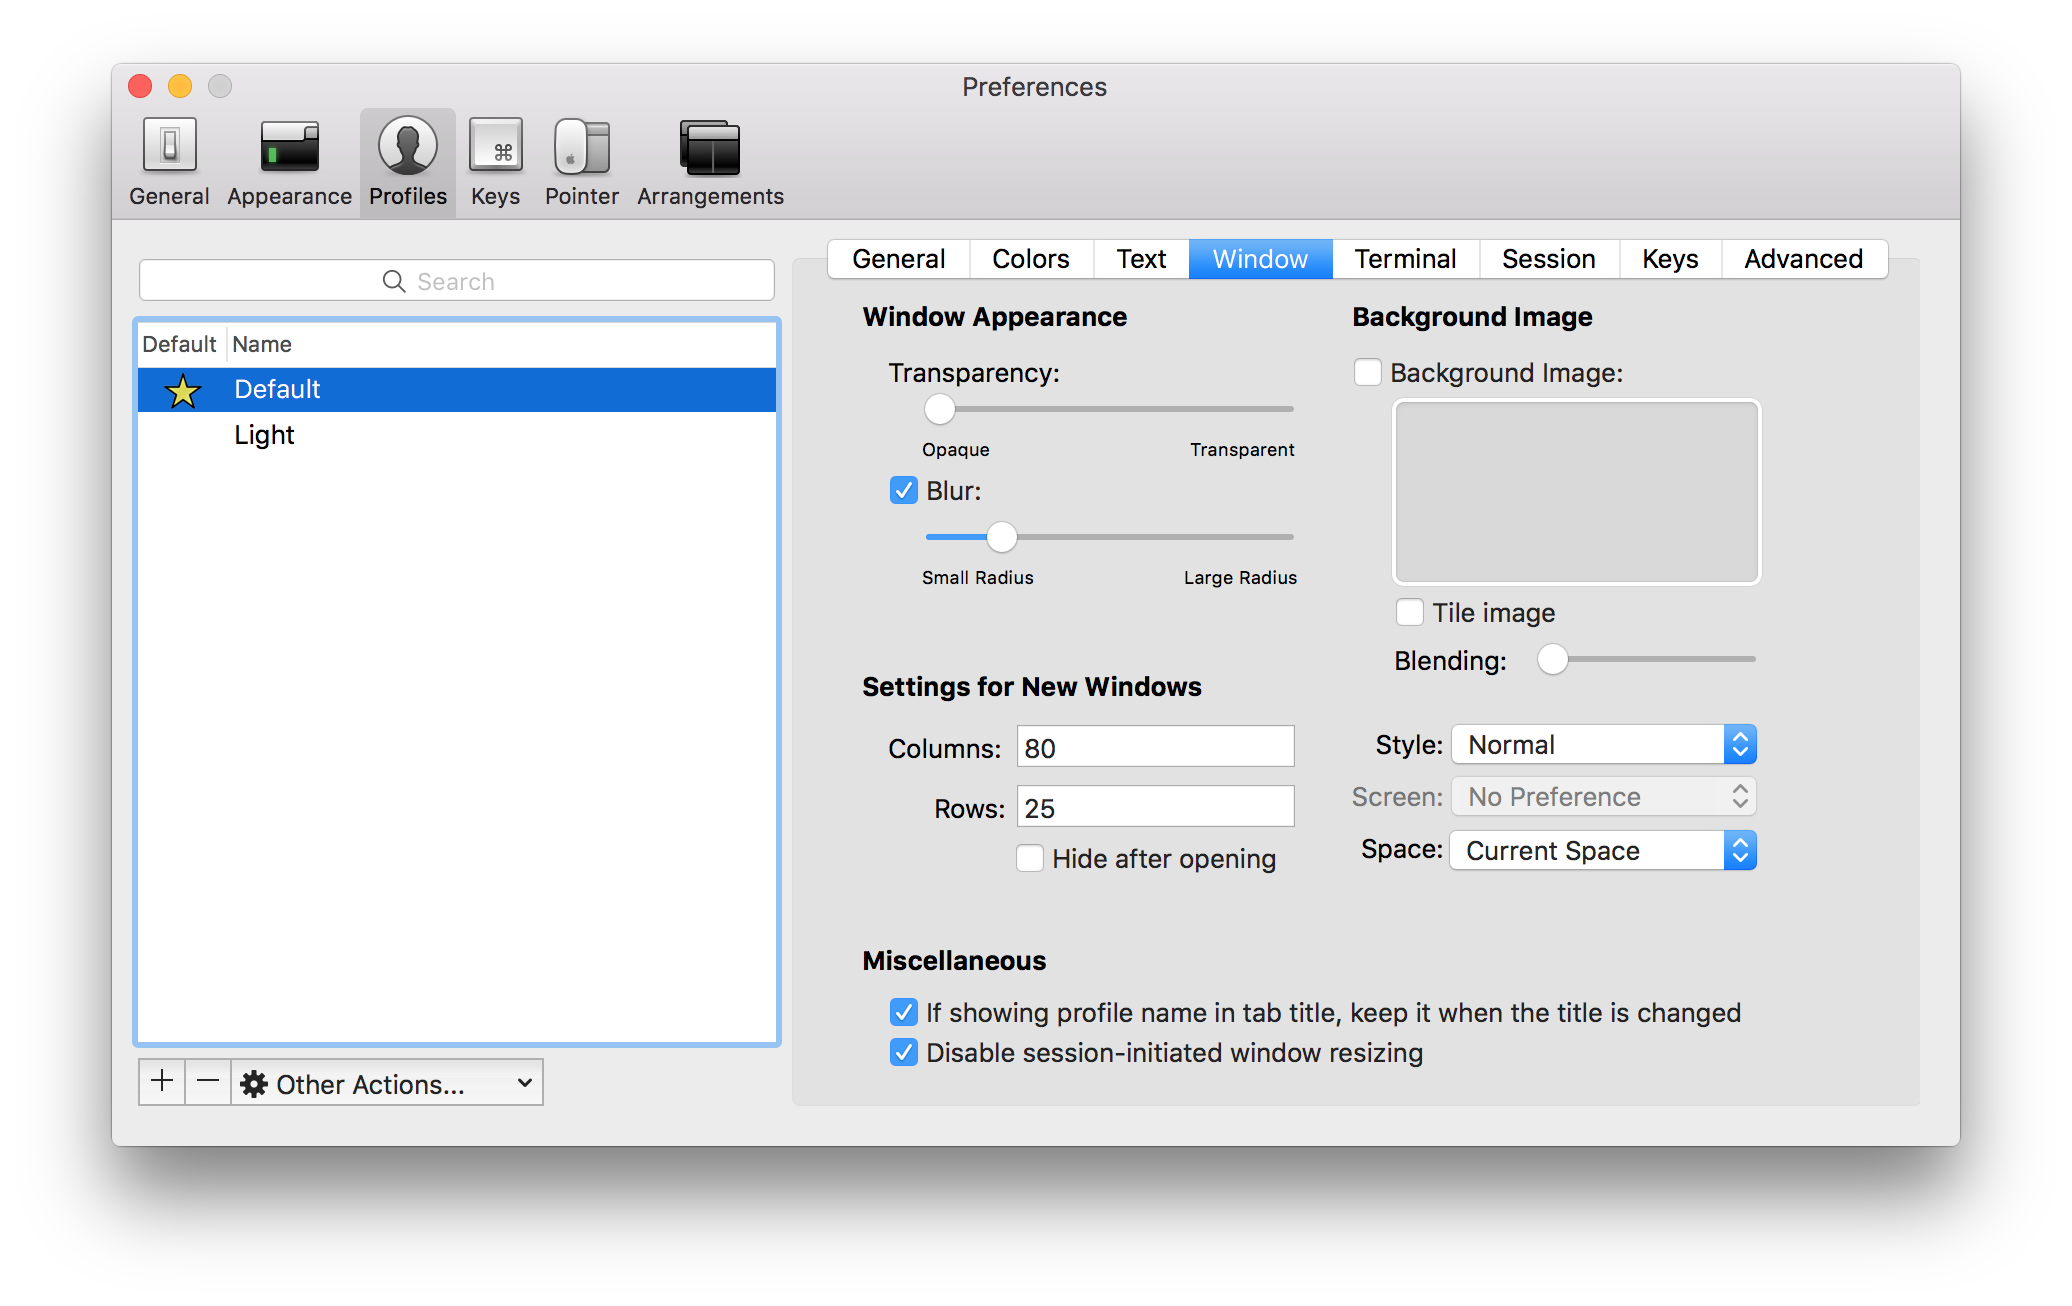 Preferences
General Appearance Profiles Keys Pointer Arrangements
Search
Default Name
Default
Light
+ − Other Actions...
General Colors Text Window Terminal Session Keys Advanced
Window Appearance
Transparency:
Opaque Transparent
Blur:
Small Radius Large Radius
Background Image
Background Image:
Tile image
Blending:
Settings for New Windows
Columns: 80
Rows: 25
Hide after opening
Style: Normal
Screen: No Preference
Space: Current Space
Miscellaneous
If showing profile name in tab title, keep it when the title is changed
Disable session-initiated window resizing